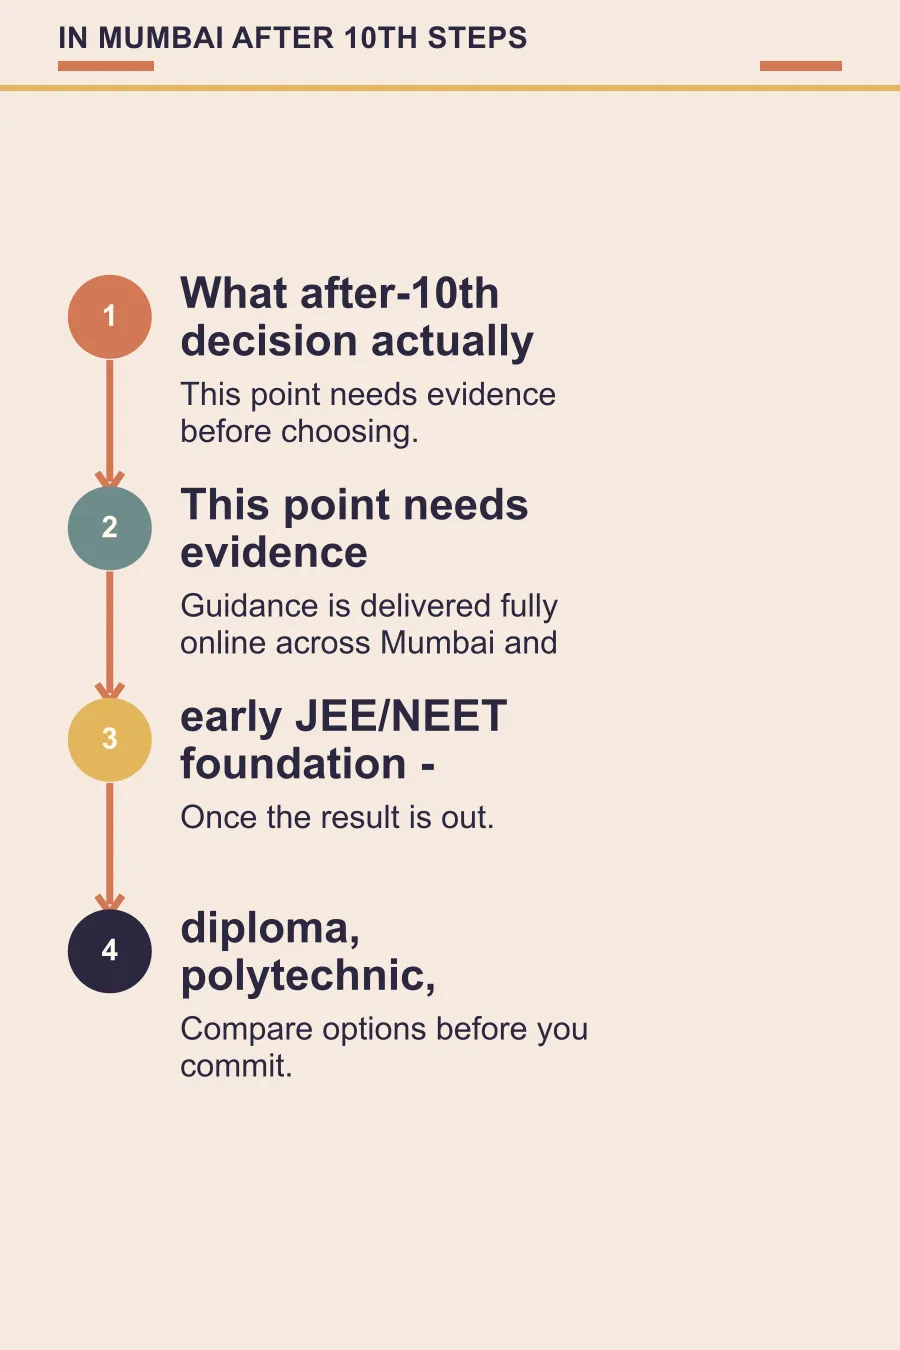 IN MUMBAI AFTER 10TH STEPS
1
What after-10th
decision actually
This point needs evidence
before choosing.
2
This point needs
evidence
Guidance is delivered fully
online across Mumbai and
3
early JEE/NEET
foundation -
Once the result is out.
4
diploma,
polytechnic,
Compare options before you
commit.